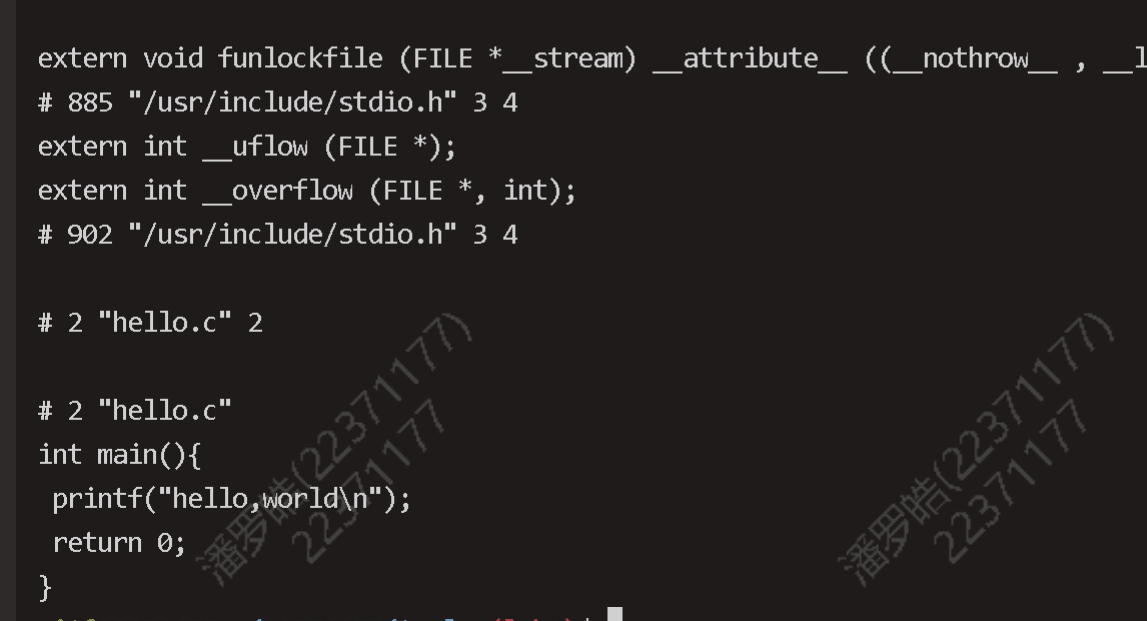 extern void funlockfile (FILE *__stream) __attribute__ ((__nothrow__ , __l
# 885 "/usr/include/stdio.h" 3 4
extern int __uflow (FILE *);
extern int __overflow (FILE *, int);
# 902 "/usr/include/stdio.h" 3 4
# 2 "hello.c" 2
# 2 "hello.c"
int main(){
 printf("hello,world\n");
 return 0;
}
潘罗皓(22371177)
22371177
潘罗皓(22371177)
22371177